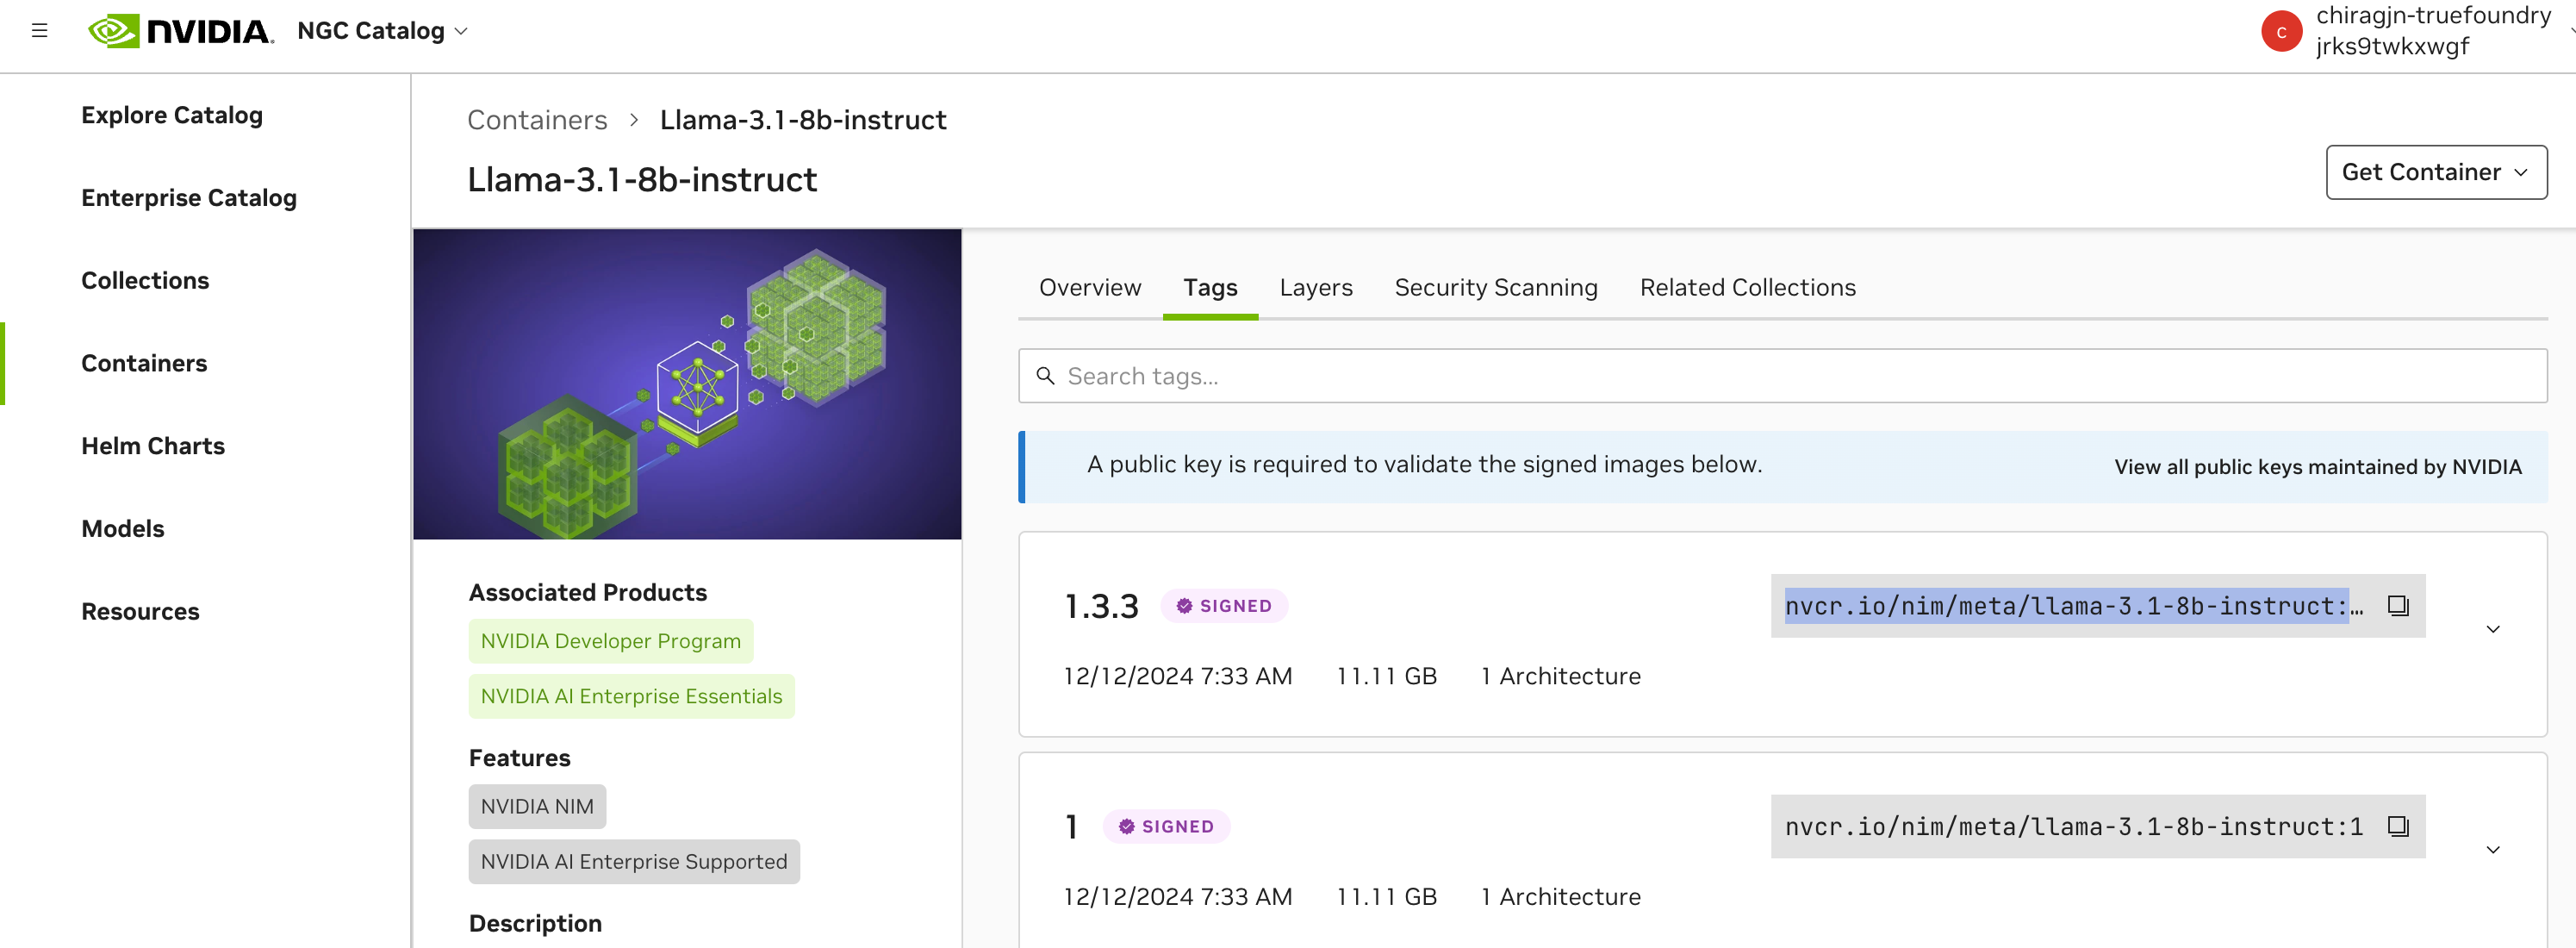 NVIDIA. NGC Catalog
c
chiragjn-truefoundry
jrks9twkxwgf
Explore Catalog
Enterprise Catalog
Collections
Containers
Helm Charts
Models
Resources
Containers > Llama-3.1-8b-instruct
Llama-3.1-8b-instruct
Get Container
Associated Products
NVIDIA Developer Program
NVIDIA AI Enterprise Essentials
Features
NVIDIA NIM
NVIDIA AI Enterprise Supported
Description
Overview Tags Layers Security Scanning Related Collections
Search tags...
A public key is required to validate the signed images below. View all public keys maintained by NVIDIA
1.3.3 SIGNED nvcr.io/nim/meta/llama-3.1-8b-instruct:…
12/12/2024 7:33 AM 11.11 GB 1 Architecture
1 SIGNED nvcr.io/nim/meta/llama-3.1-8b-instruct:1
12/12/2024 7:33 AM 11.11 GB 1 Architecture